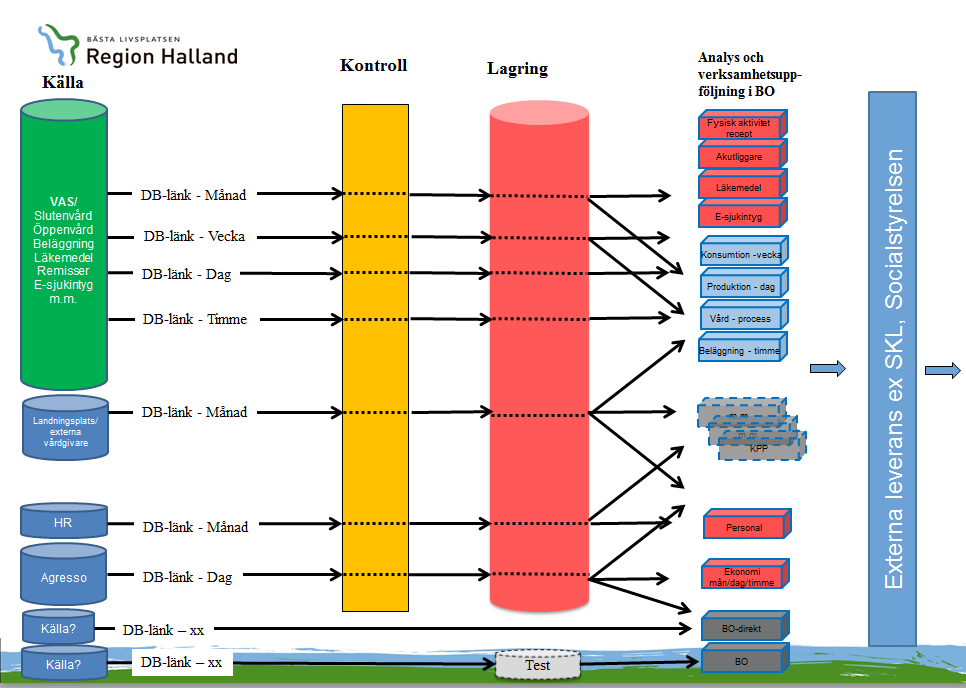 BÄSTA LIVSPLATSEN
Region Halland
Källa
Kontroll
Lagring
Analys och
verksamhetsupp-
följning i BO
VAS/
Slutenvård
Öppenvård
Beläggning
Läkemedel
Remisser
E-sjukintyg
m.m.
DB-länk - Månad
DB-länk - Vecka
DB-länk - Dag
DB-länk - Timme
Landningsplats/
externa
vårdgivare
DB-länk - Månad
HR
DB-länk - Månad
Agresso
DB-länk - Dag
Källa?
DB-länk – xx
Källa?
DB-länk – xx
Test
Fysisk aktivitet
recept
Akutliggare
Läkemedel
E-sjukintyg
Konsumtion -vecka
Produktion - dag
Vård - process
Beläggning - timme
m.m
m.m
KPP
Personal
Ekonomi
mån/dag/timme
BO-direkt
BO
Externa leverans ex SKL, Socialstyrelsen